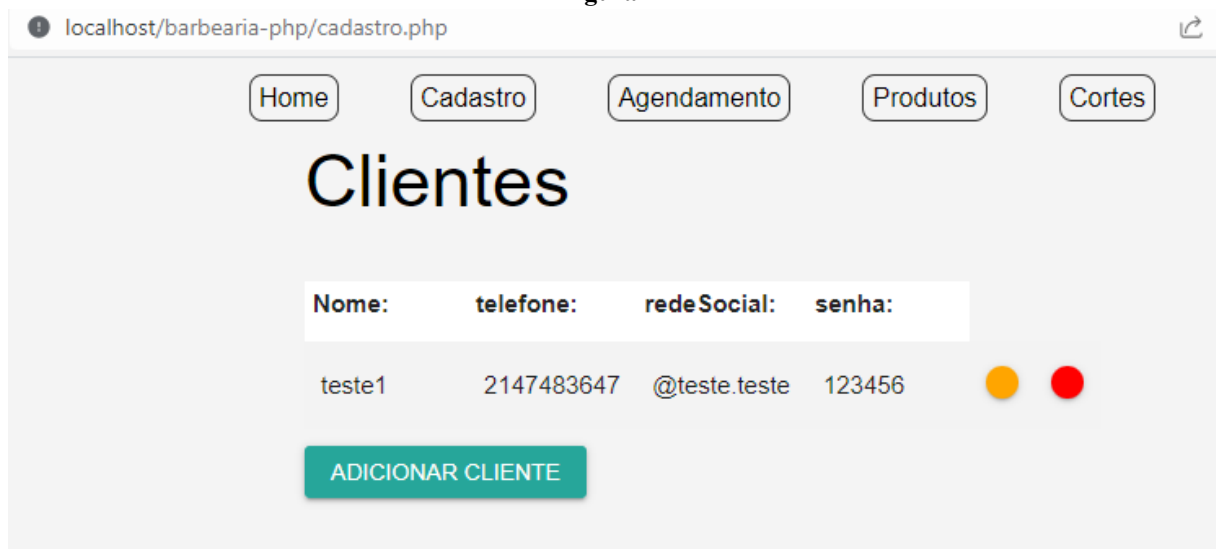 localhost/barbearia-php/cadastro.php
Home Cadastro Agendamento Produtos Cortes
Clientes
Nome: telefone: redeSocial: senha:
teste1 2147483647 @teste.teste 123456
ADICIONAR CLIENTE